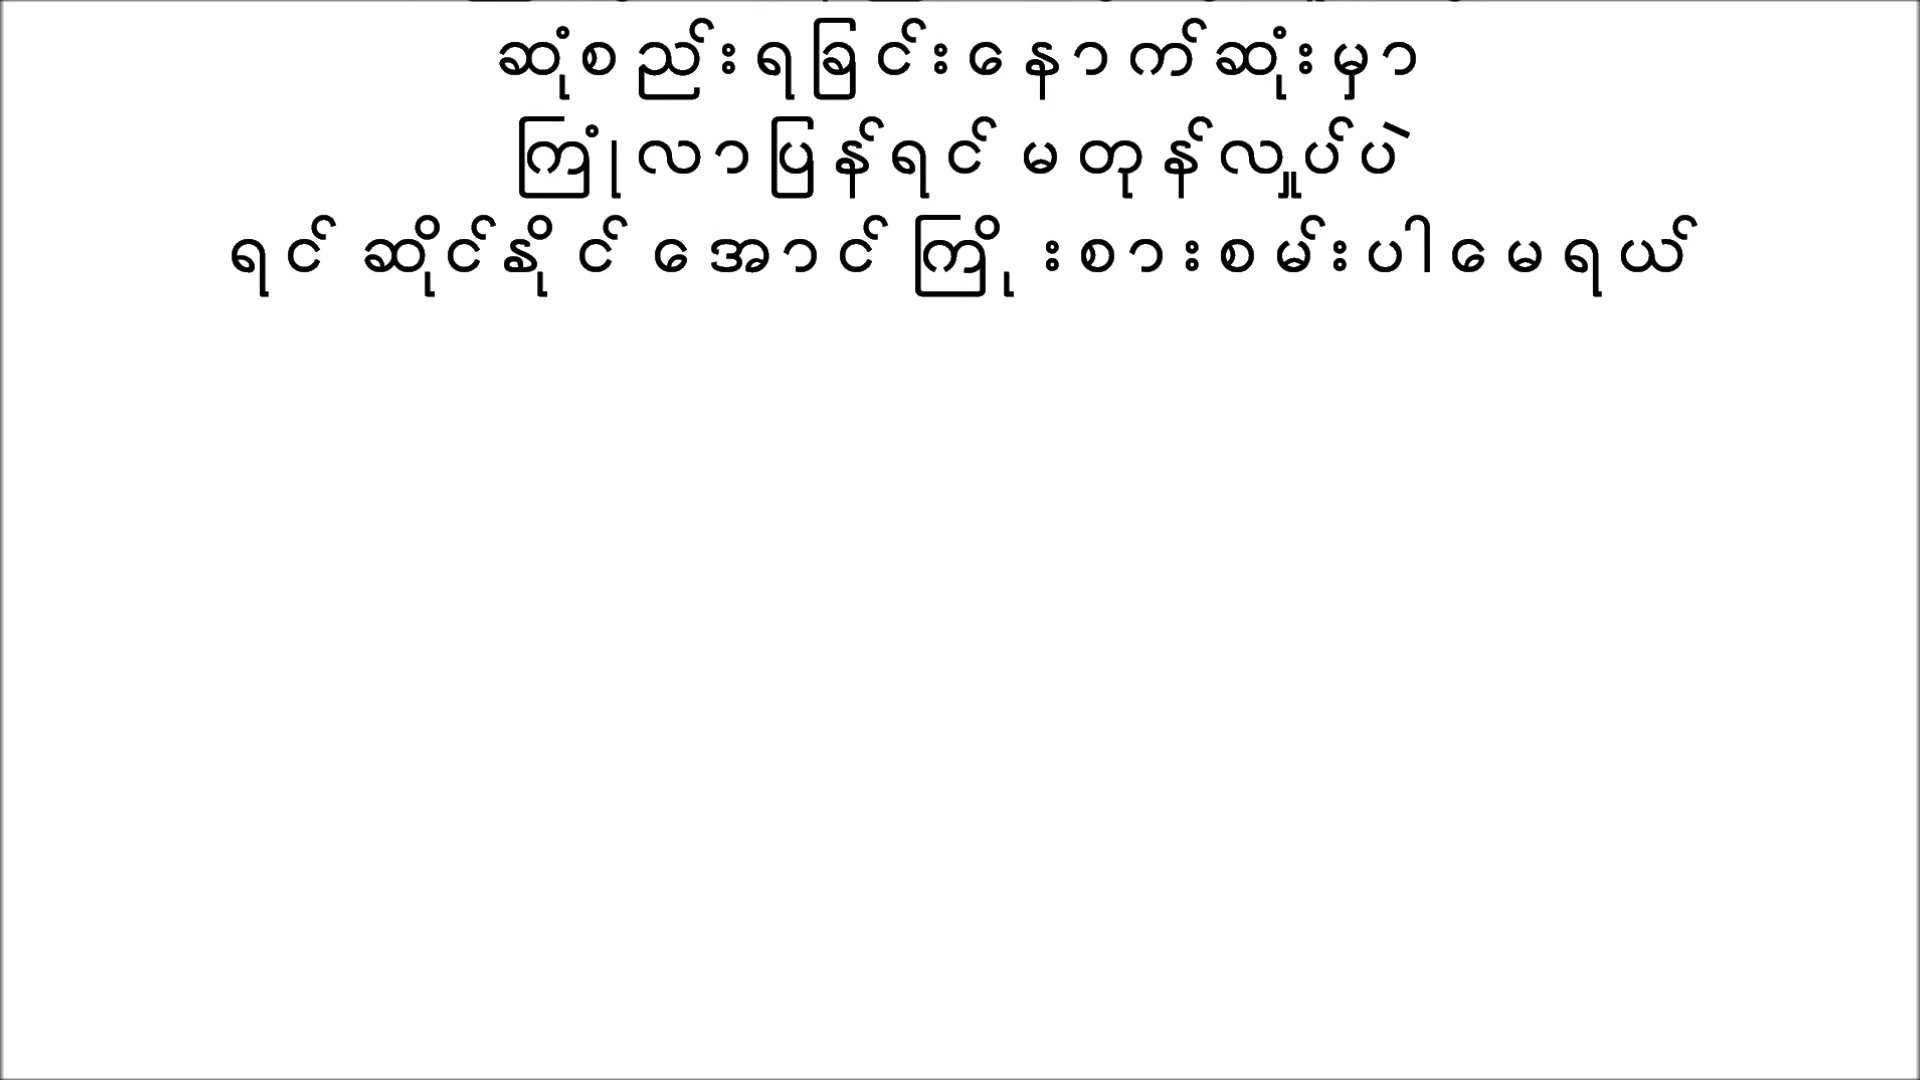 ဆုံစည်းရခြင်းနောက်ဆုံးမှာ
ကြုံလာပြန်ရင် မတုန်လှုပ်ပဲ
ရင် ဆိုင်နိုင် အောင် ကြိုးစားစမ်းပါမေရယ်